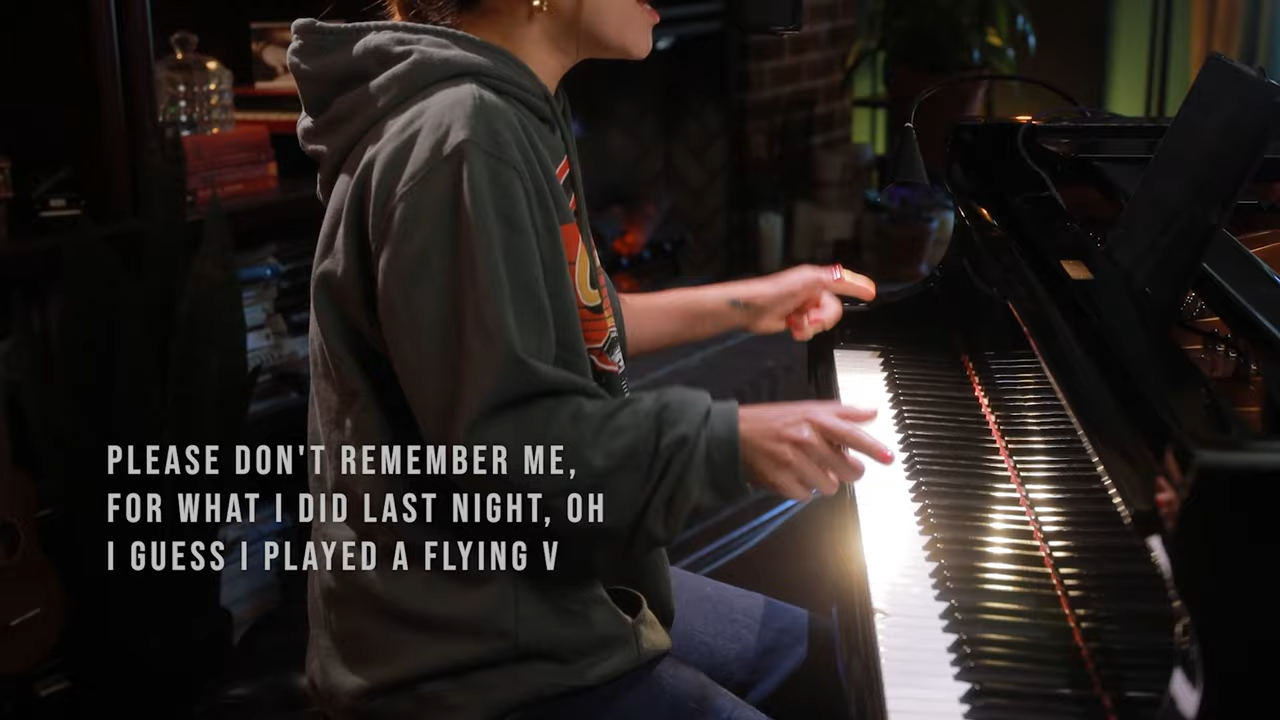 PLEASE DON'T REMEMBER ME,
FOR WHAT I DID LAST NIGHT, OH
I GUESS I PLAYED A FLYING V